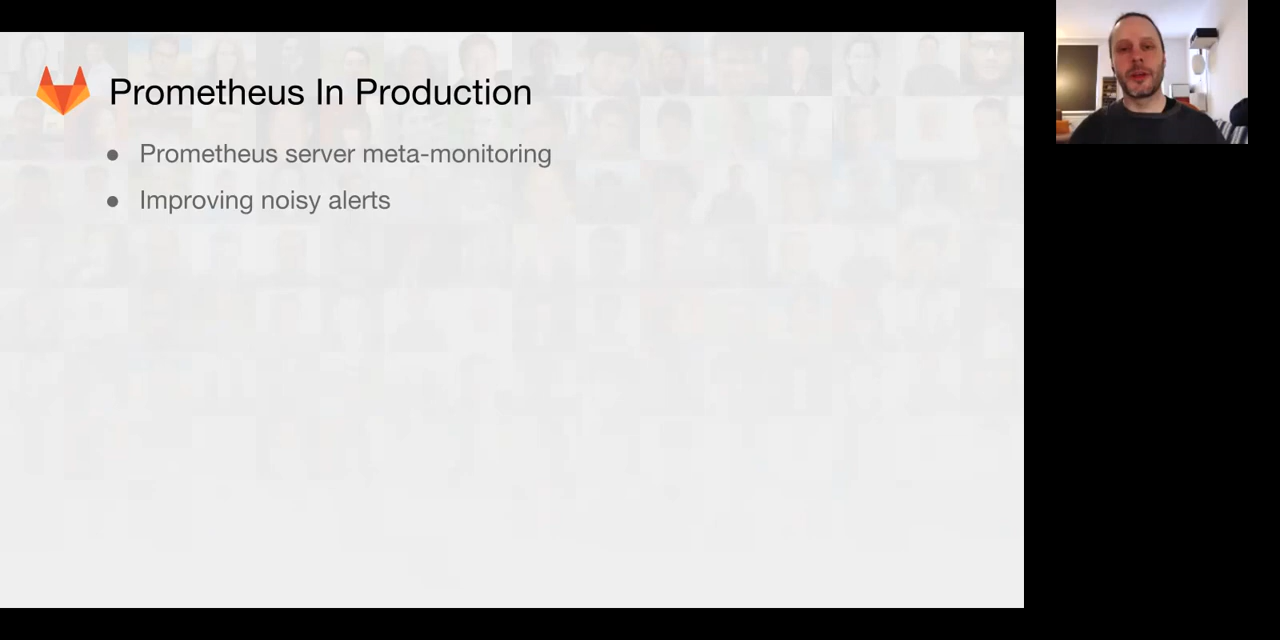 Prometheus In Production
● Prometheus server meta-monitoring
● Improving noisy alerts